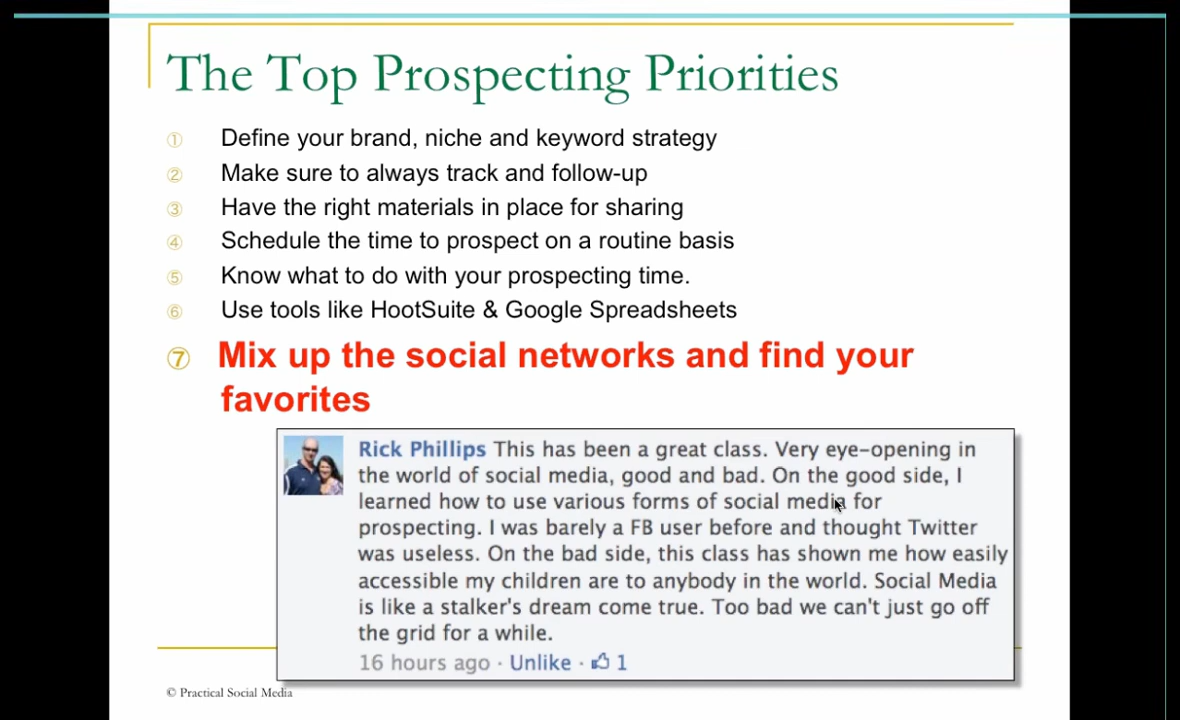 The Top Prospecting Priorities
① Define your brand, niche and keyword strategy
② Make sure to always track and follow-up
③ Have the right materials in place for sharing
④ Schedule the time to prospect on a routine basis
⑤ Know what to do with your prospecting time.
⑥ Use tools like HootSuite & Google Spreadsheets
⑦ Mix up the social networks and find your
favorites
Rick Phillips This has been a great class. Very eye-opening in
the world of social media, good and bad. On the good side, I
learned how to use various forms of social media for
prospecting. I was barely a FB user before and thought Twitter
was useless. On the bad side, this class has shown me how easily
accessible my children are to anybody in the world. Social Media
is like a stalker's dream come true. Too bad we can't just go off
the grid for a while.
16 hours ago · Unlike · 1
© Practical Social Media